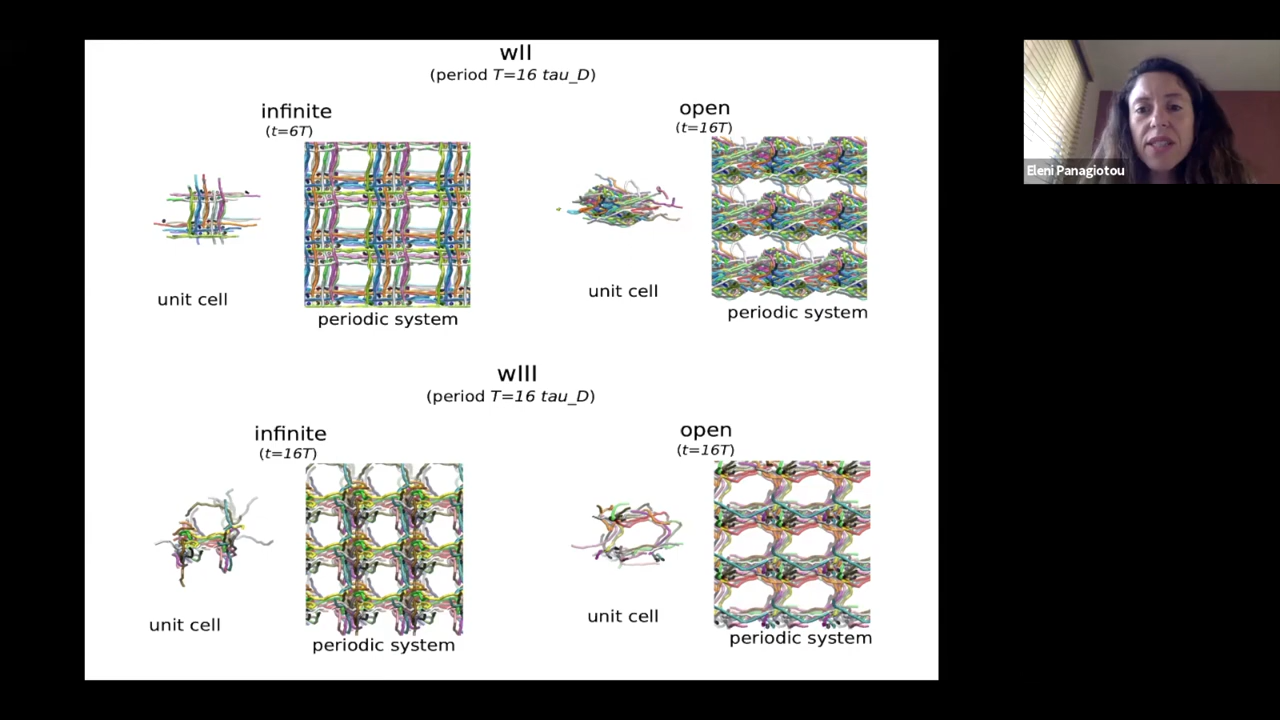 wII
(period T=16 tau_D)
infinite
(t=6T)
open
(t=16T)
unit cell
periodic system
unit cell
periodic system
wIII
(period T=16 tau_D)
infinite
(t=16T)
open
(t=16T)
unit cell
periodic system
unit cell
periodic system
Eleni Panagiotou